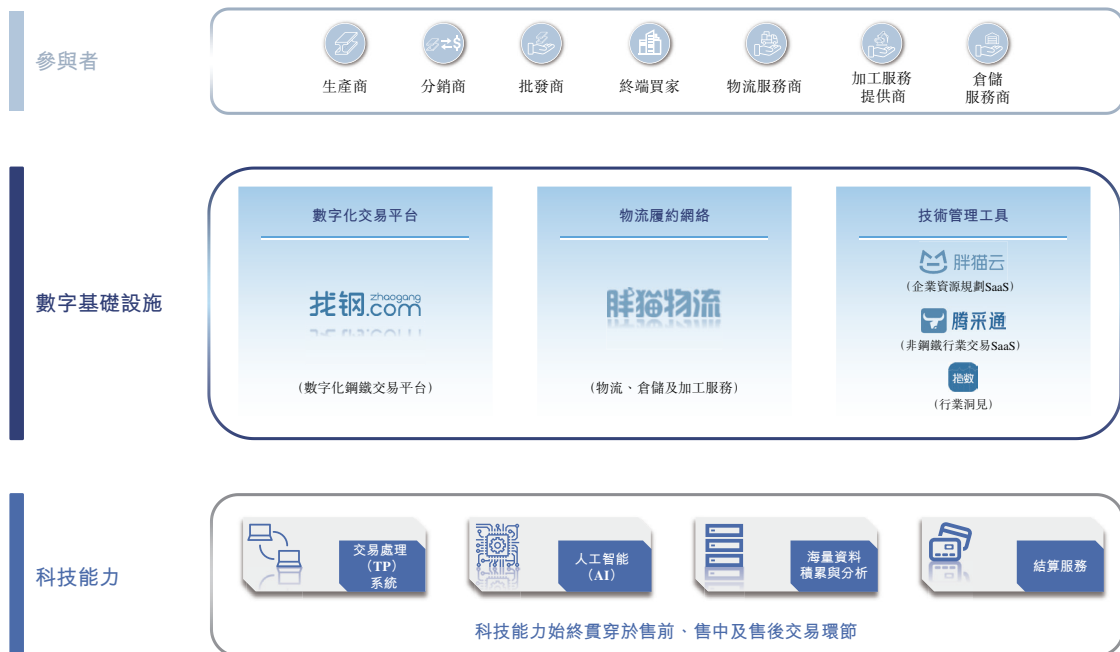 參與者
生產商
分銷商
批發商
終端買家
物流服務商
加工服務
提供商
倉儲
服務商
數字基礎設施
數字化交易平台
找钢.com
zhaogang
(數字化鋼鐵交易平台)
物流履約網絡
胖猫物流
(物流、倉儲及加工服務)
技術管理工具
胖猫云
(企業資源規劃SaaS)
腾采通
(非鋼鐵行業交易SaaS)
指数
(行業洞見)
科技能力
交易處理
(TP)
系統
人工智能
(AI)
海量資料
積累與分析
結算服務
科技能力始終貫穿於售前、售中及售後交易環節